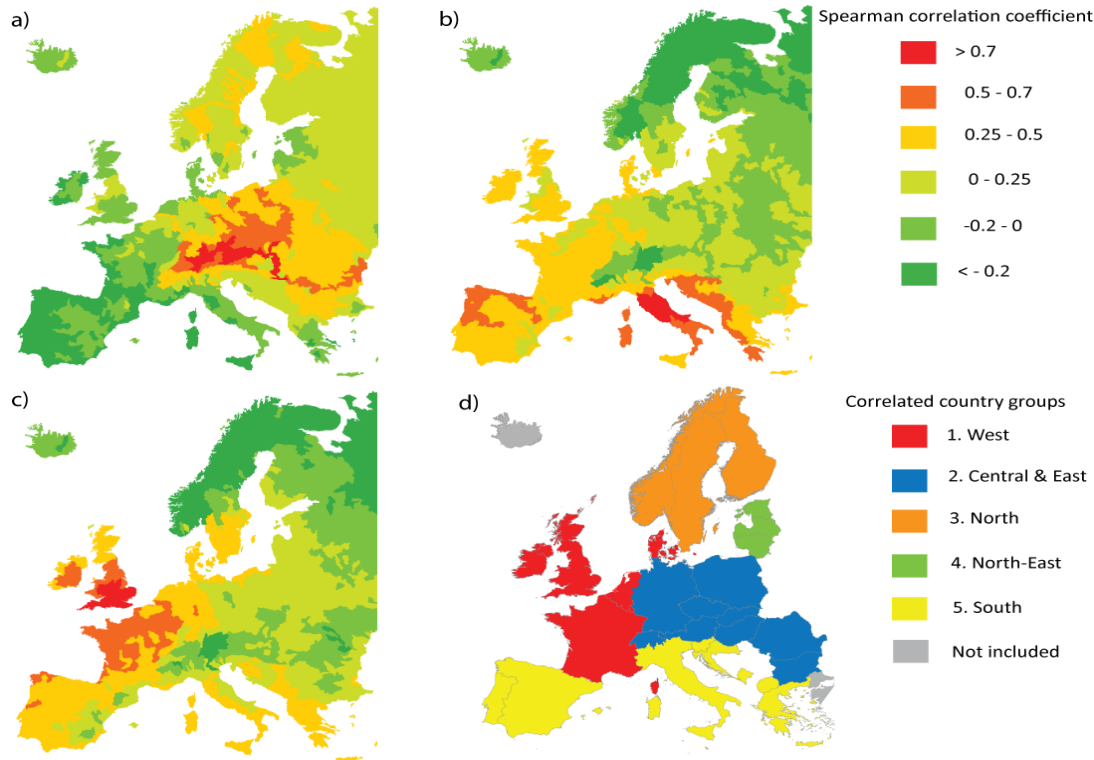 a)
b)
Spearman correlation coefficient
> 0.7
0.5 - 0.7
0.25 - 0.5
0 - 0.25
-0.2 - 0
< - 0.2
c)
d)
Correlated country groups
1. West
2. Central & East
3. North
4. North-East
5. South
Not included